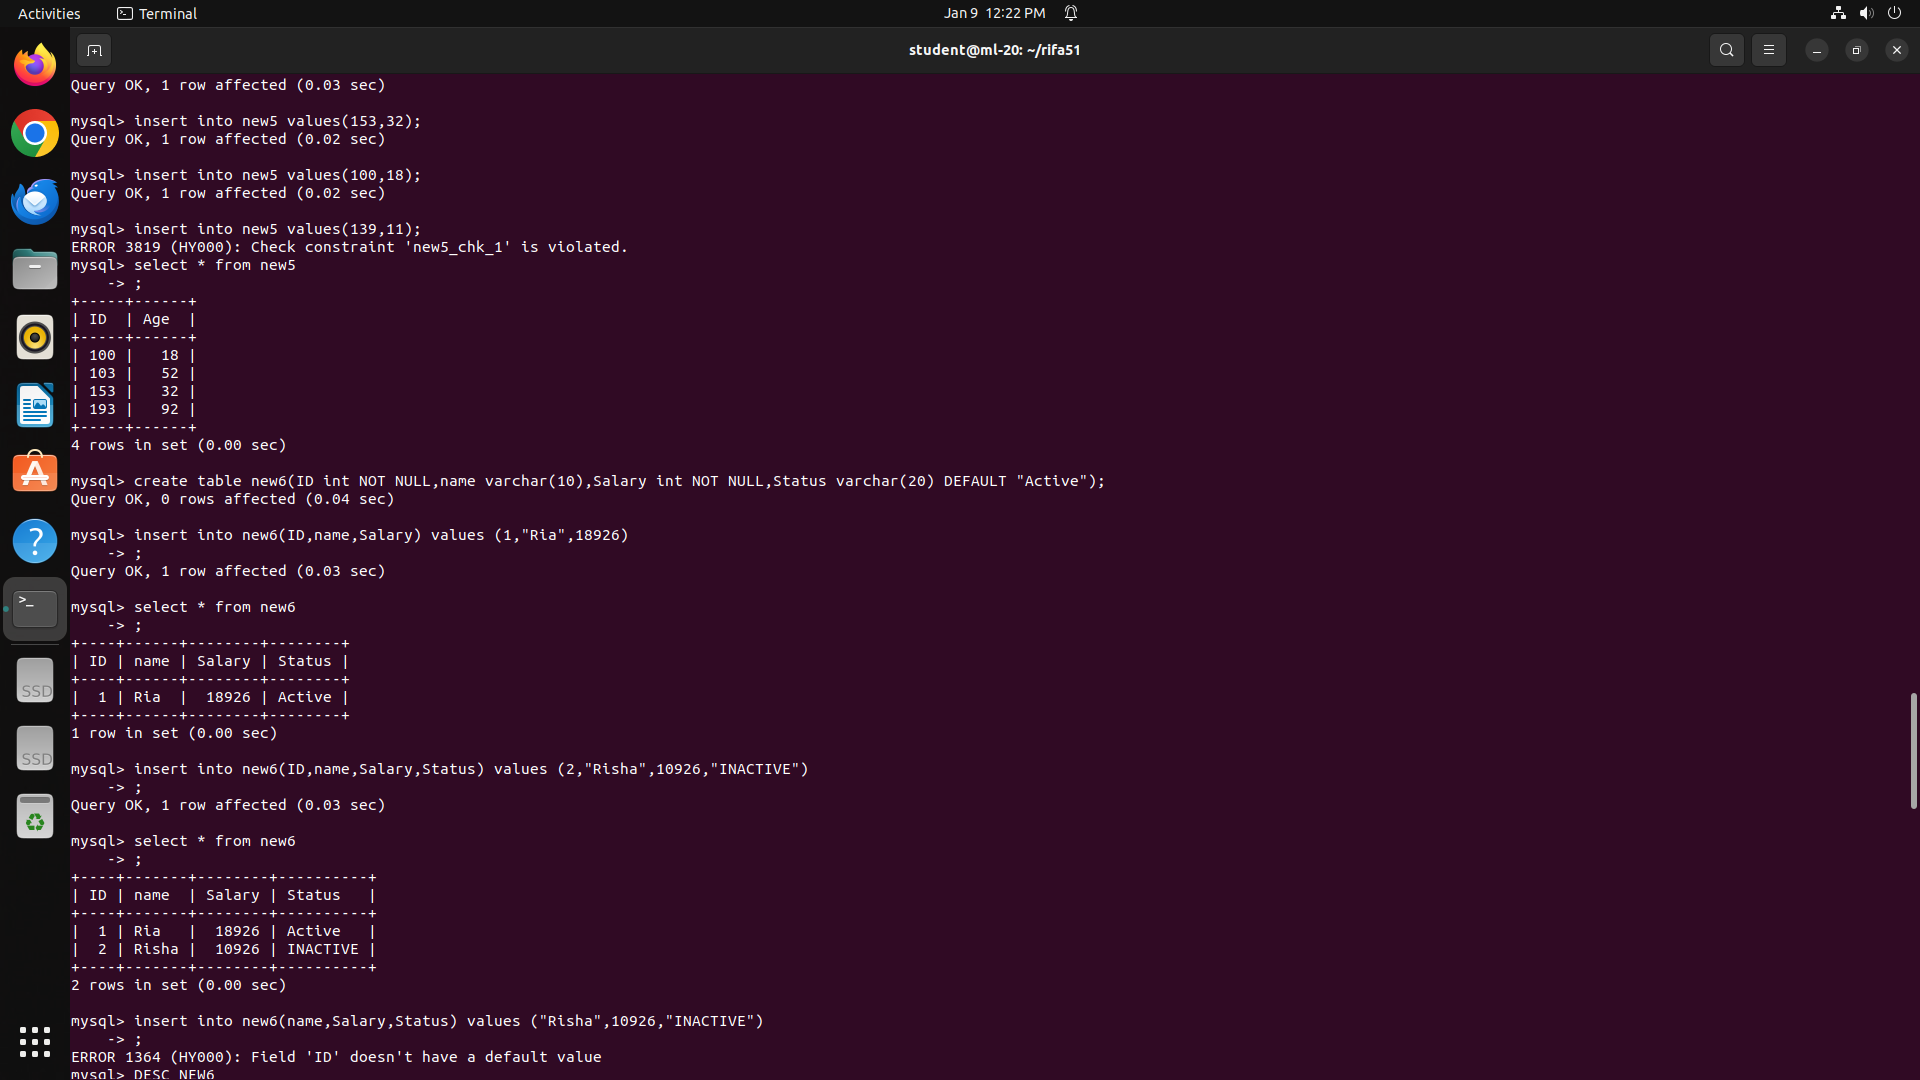 Activities
Terminal
Jan 9 12:22 PM
student@ml-20: ~/rifa51
Query OK, 1 row affected (0.03 sec)
mysql> insert into new5 values(153,32);
Query OK, 1 row affected (0.02 sec)
mysql> insert into new5 values(100,18);
Query OK, 1 row affected (0.02 sec)
mysql> insert into new5 values(139,11);
ERROR 3819 (HY000): Check constraint 'new5_chk_1' is violated.
mysql> select * from new5
    -> ;
+-----+------+
| ID  | Age  |
+-----+------+
| 100 |   18 |
| 103 |   52 |
| 153 |   32 |
| 193 |   92 |
+-----+------+
4 rows in set (0.00 sec)
mysql> create table new6(ID int NOT NULL,name varchar(10),Salary int NOT NULL,Status varchar(20) DEFAULT "Active");
Query OK, 0 rows affected (0.04 sec)
mysql> insert into new6(ID,name,Salary) values (1,"Ria",18926)
    -> ;
Query OK, 1 row affected (0.03 sec)
mysql> select * from new6
    -> ;
+----+------+--------+--------+
| ID | name | Salary | Status |
+----+------+--------+--------+
|  1 | Ria  |  18926 | Active |
+----+------+--------+--------+
1 row in set (0.00 sec)
mysql> insert into new6(ID,name,Salary,Status) values (2,"Risha",10926,"INACTIVE")
    -> ;
Query OK, 1 row affected (0.03 sec)
mysql> select * from new6
    -> ;
+----+-------+--------+----------+
| ID | name  | Salary | Status   |
+----+-------+--------+----------+
|  1 | Ria   |  18926 | Active   |
|  2 | Risha |  10926 | INACTIVE |
+----+-------+--------+----------+
2 rows in set (0.00 sec)
mysql> insert into new6(name,Salary,Status) values ("Risha",10926,"INACTIVE")
    -> ;
ERROR 1364 (HY000): Field 'ID' doesn't have a default value
mysql> DESC NEW6
SSD
SSD